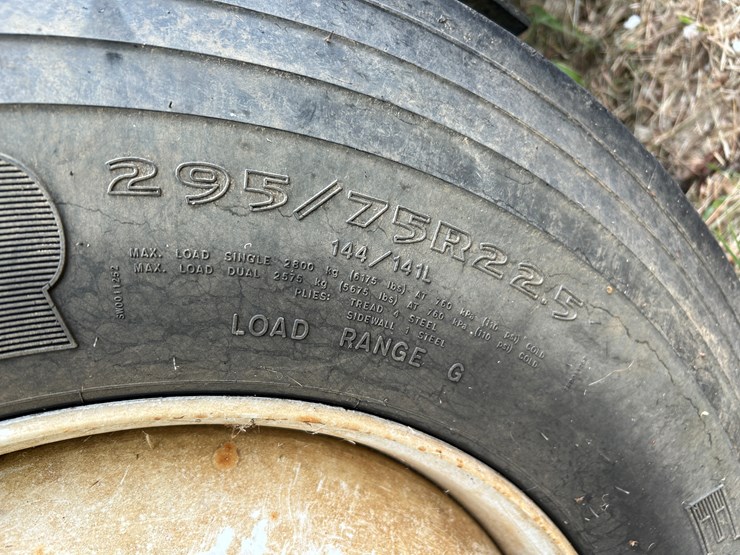 295/75R22.5
144/141L
MAX. LOAD SINGLE 2800 kg (6175 lbs) AT 760 kPa (110 psi) COLD
MAX. LOAD DUAL 2575 kg (5675 lbs) AT 760 kPa (110 psi) COLD
PLIES: TREAD 4 STEEL
SIDEWALL 1 STEEL
LOAD RANGE G